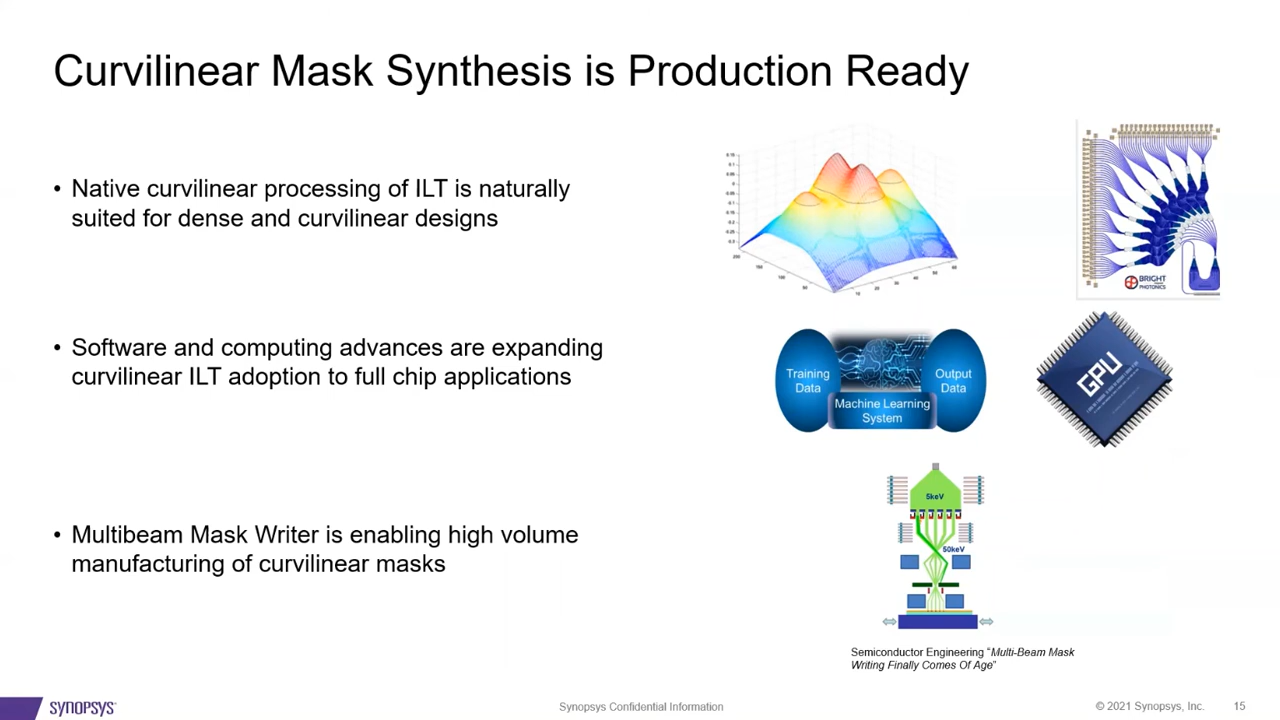 Curvilinear Mask Synthesis is Production Ready
• Native curvilinear processing of ILT is naturally
suited for dense and curvilinear designs
BRIGHT
PHOTONICS
• Software and computing advances are expanding
curvilinear ILT adoption to full chip applications
Training
Data
Machine Learning
System
Output
Data
GPU
• Multibeam Mask Writer is enabling high volume
manufacturing of curvilinear masks
5keV
50keV
Semiconductor Engineering “Multi-Beam Mask
Writing Finally Comes Of Age”
SYNOPSYS
Synopsys Confidential Information
© 2021 Synopsys, Inc.
15